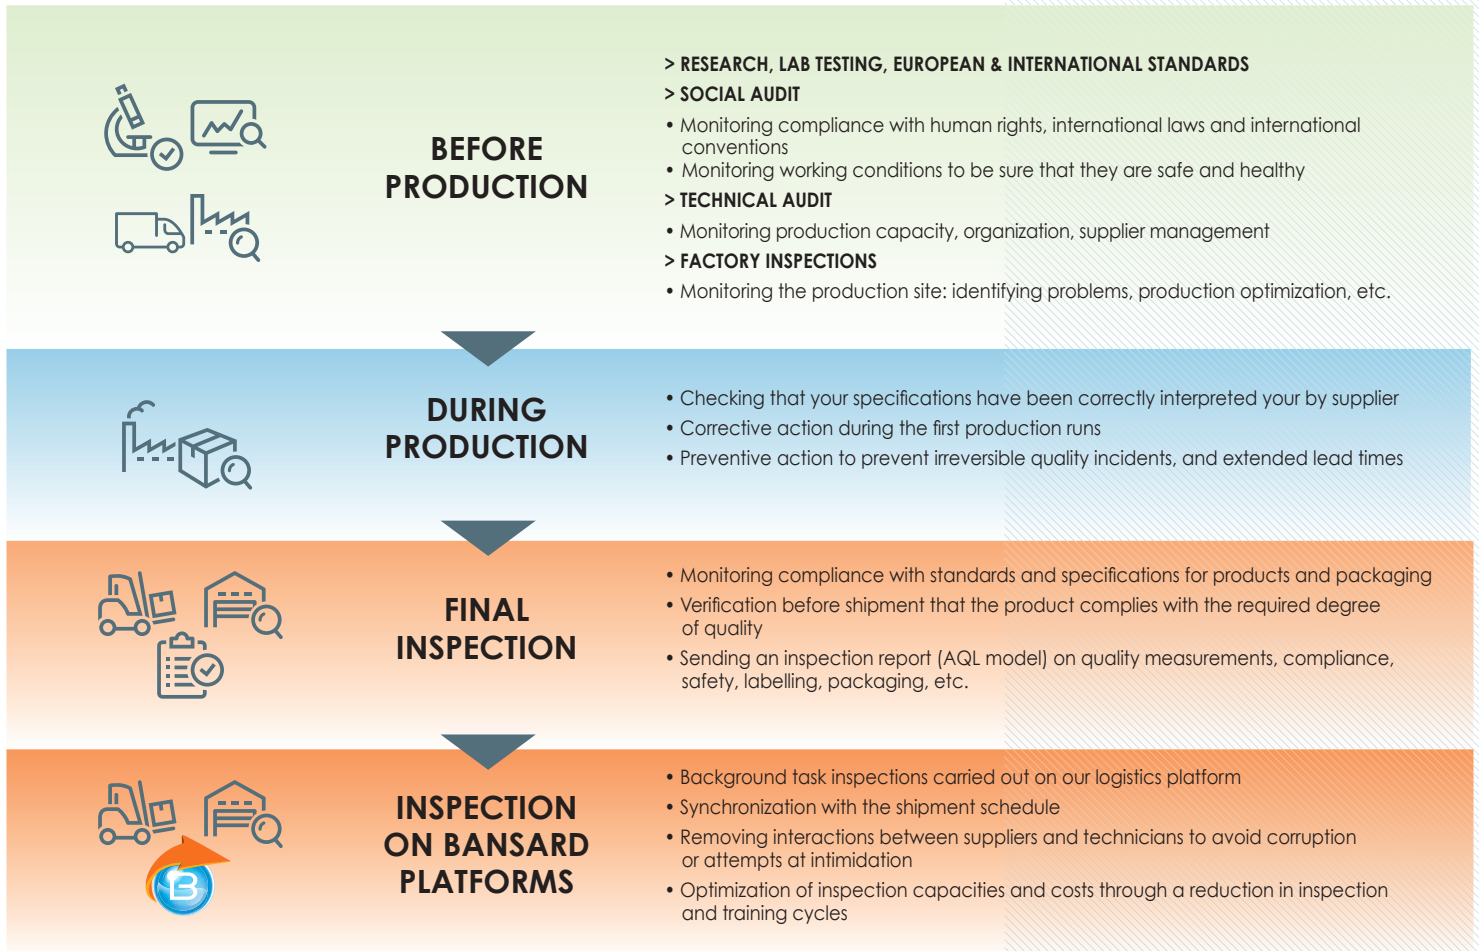 BEFORE
PRODUCTION
> RESEARCH, LAB TESTING, EUROPEAN & INTERNATIONAL STANDARDS
> SOCIAL AUDIT
• Monitoring compliance with human rights, international laws and international
conventions
• Monitoring working conditions to be sure that they are safe and healthy
> TECHNICAL AUDIT
• Monitoring production capacity, organization, supplier management
> FACTORY INSPECTIONS
• Monitoring the production site: identifying problems, production optimization, etc.
DURING
PRODUCTION
• Checking that your specifications have been correctly interpreted your by supplier
• Corrective action during the first production runs
• Preventive action to prevent irreversible quality incidents, and extended lead times
FINAL
INSPECTION
• Monitoring compliance with standards and specifications for products and packaging
• Verification before shipment that the product complies with the required degree
of quality
• Sending an inspection report (AQL model) on quality measurements, compliance,
safety, labelling, packaging, etc.
B
INSPECTION
ON BANSARD
PLATFORMS
• Background task inspections carried out on our logistics platform
• Synchronization with the shipment schedule
• Removing interactions between suppliers and technicians to avoid corruption
or attempts at intimidation
• Optimization of inspection capacities and costs through a reduction in inspection
and training cycles